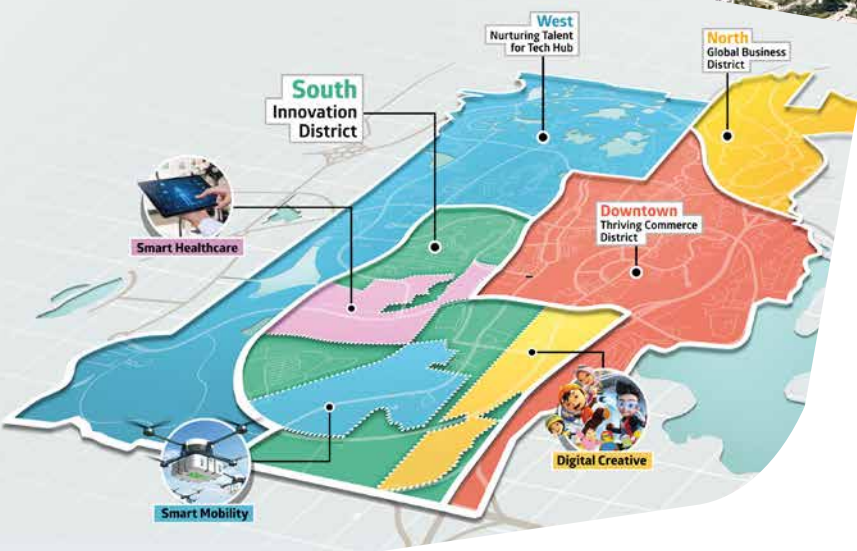 West
Nurturing Talent
for Tech Hub
North
Global Business
District
South
Innovation
District
Downtown
Thriving Commerce
District
Smart Healthcare
Digital Creative
Smart Mobility